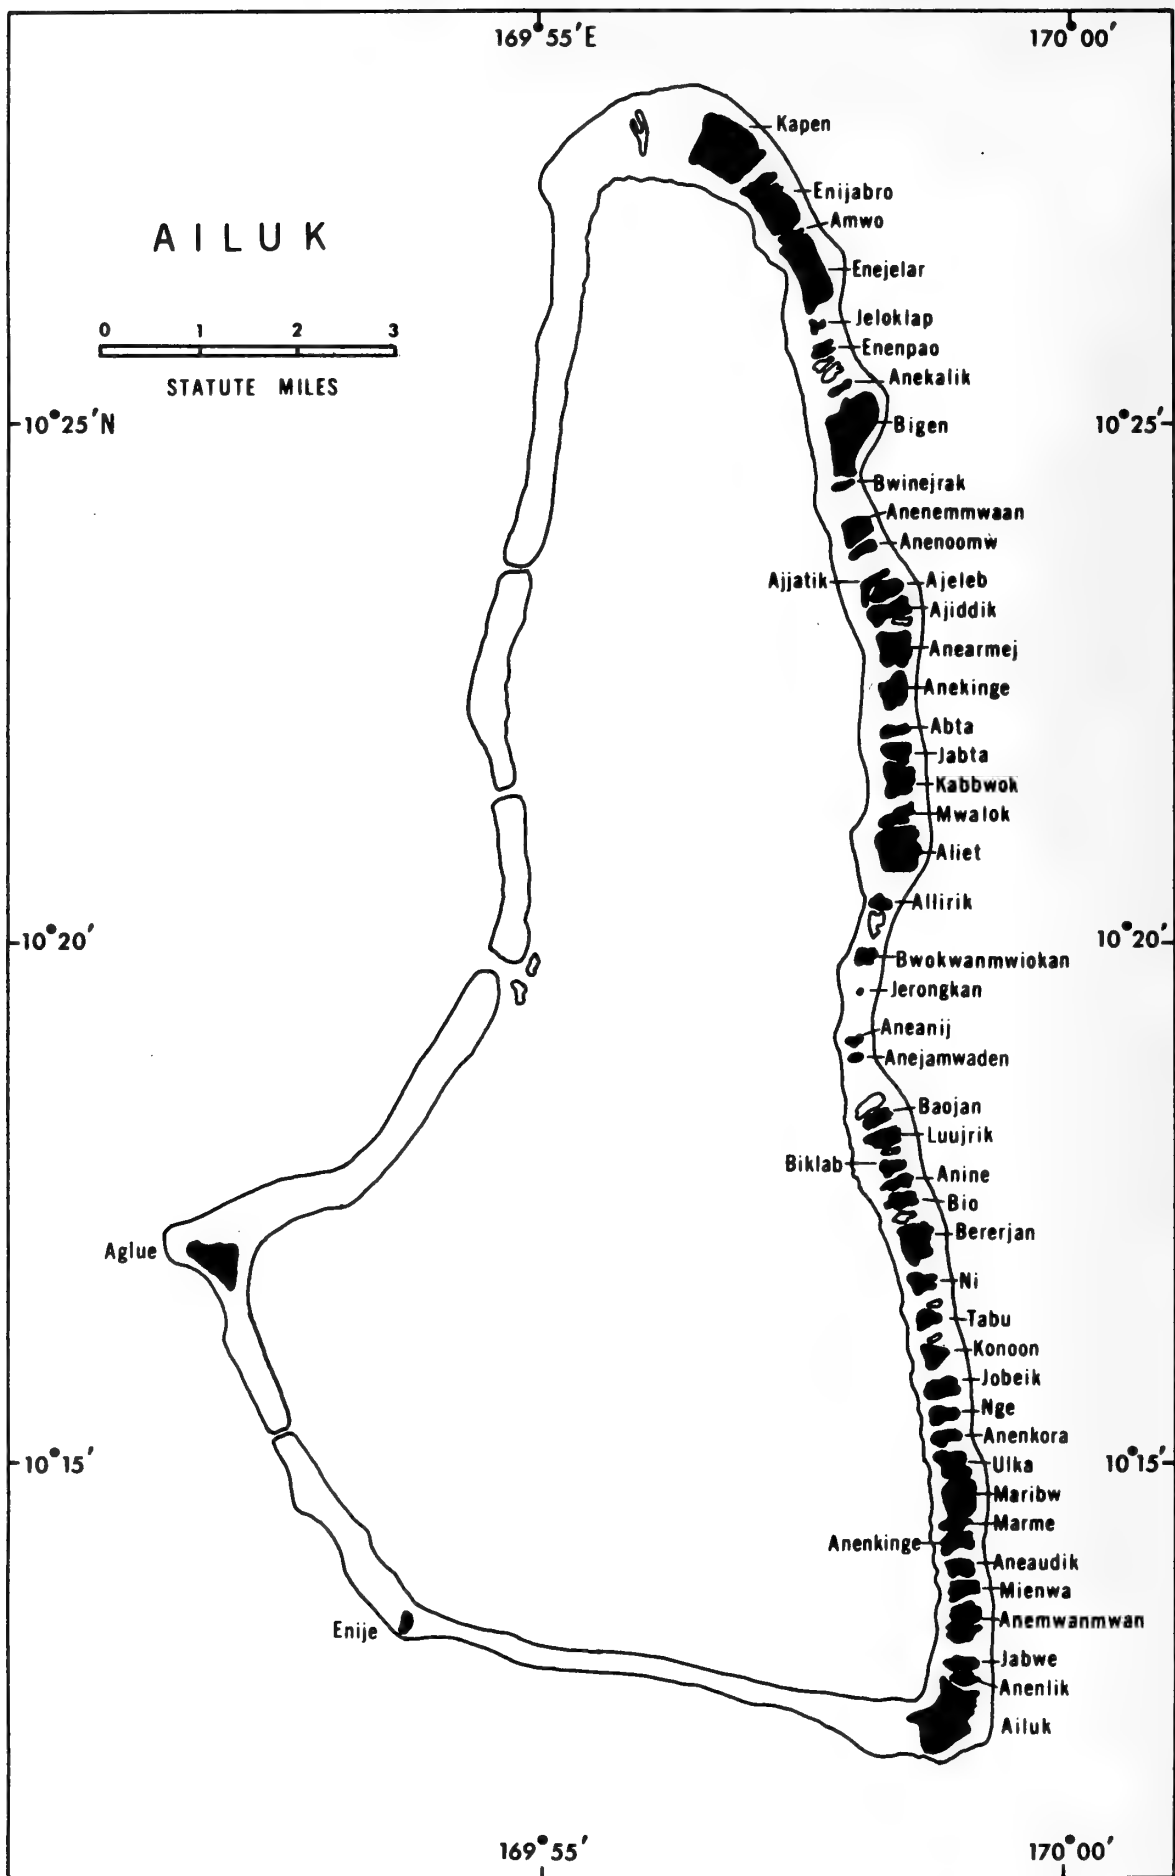 169°55'E 170°00'
Kapen
Enijabro
AILUK
Amwo
Enejelar
Jeloklap
0 1 2 3
Enenpao
STATUTE MILES
Anekalik
10°25'N
10°25'
Bigen
Bwinejrak
Anenemmwaan
Anenoomw
Ajjatik
Ajeleb
Ajiddik
Anearmej
Anekinge
Abta
Jabta
Kabbwok
Mwalok
Aliet
Allirik
10°20'
10°20'
Bwokwanmwiokan
Jerongkan
Aneanij
Anejamwaden
Baojan
Luujrik
Biklab
Anine
Bio
Bererjan
Aglue
Ni
Tabu
Konoon
Jobeik
Nge
Anenkora
10°15'
10°15'
Ulka
Maribw
Marme
Anenkinge
Aneaudik
Mienwa
Anemwanmwan
Enije
Jabwe
Anenlik
Ailuk
169°55' 170°00'